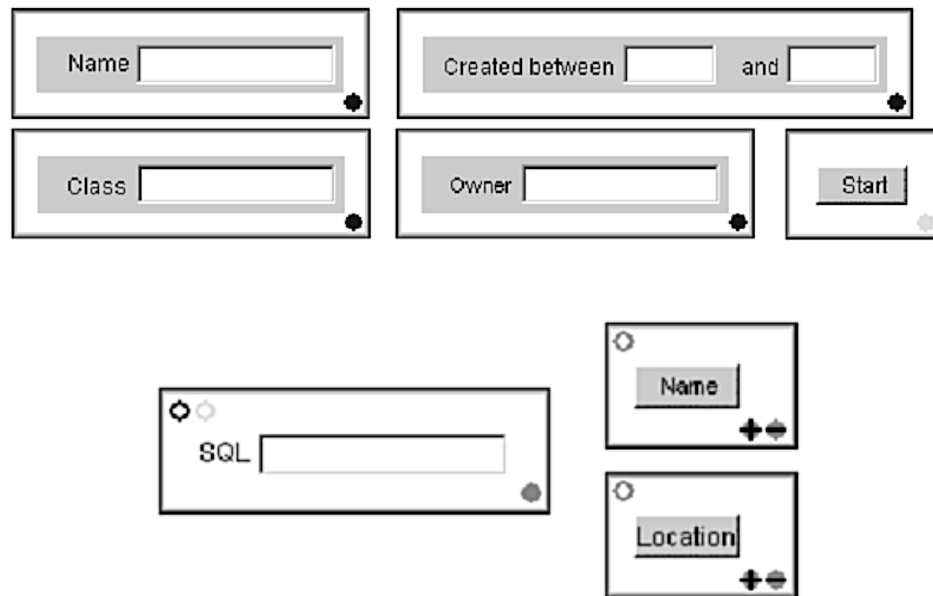 Name
Created between and
Class
Owner
Start
SQL
Name
Location